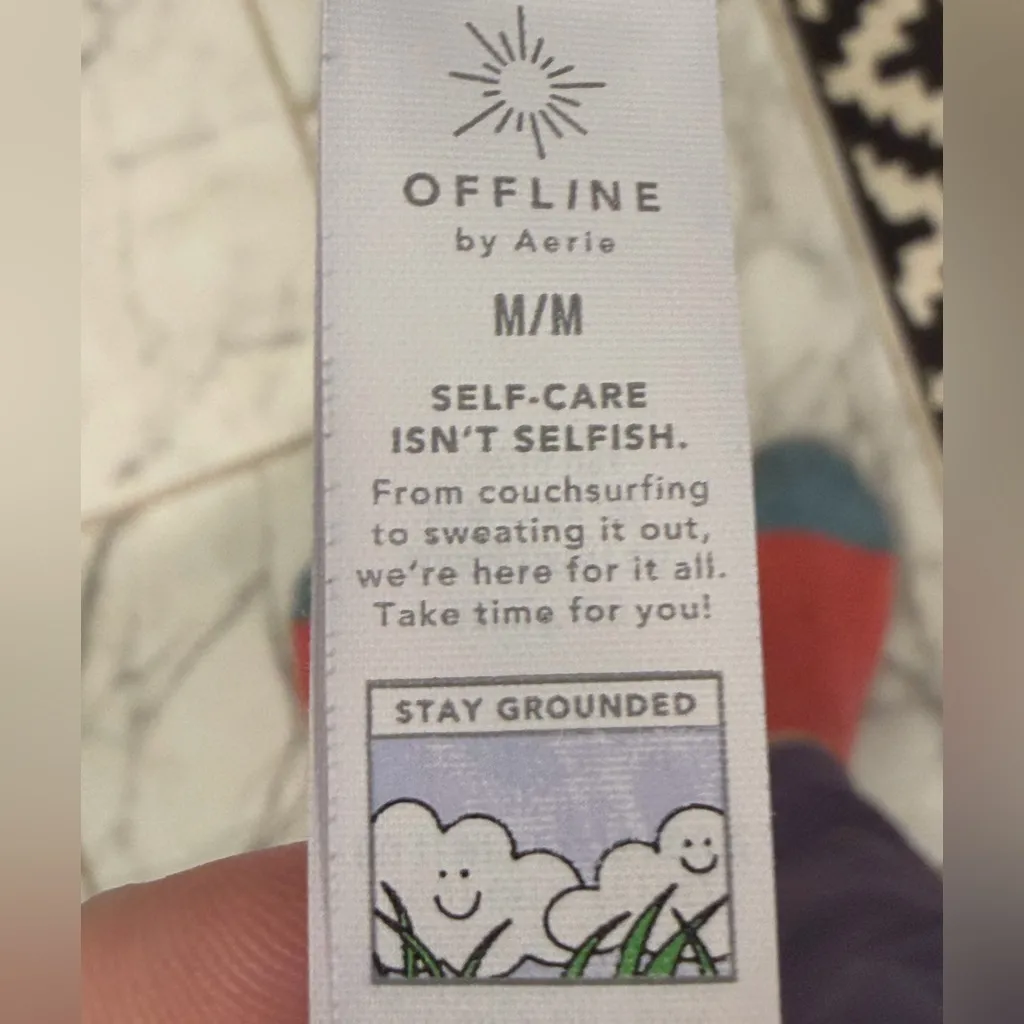 OFFLINE
by Aerie
M/M
SELF-CARE
ISN'T SELFISH.
From couchsurfing
to sweating it out,
we're here for it all.
Take time for you!
STAY GROUNDED